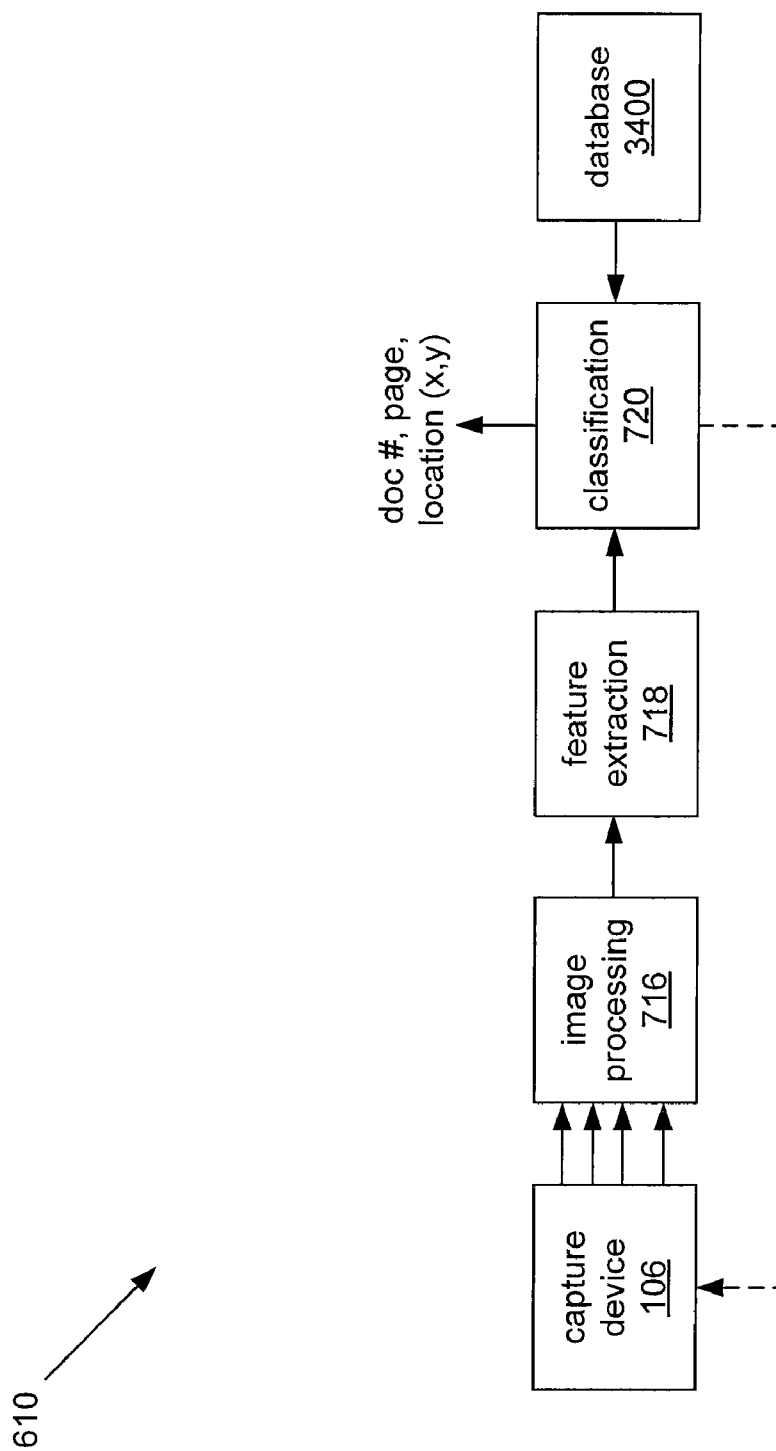 610
capture
device
106
image
processing
716
feature
extraction
718
doc #, page,
location (x,y)
classification
720
database
3400